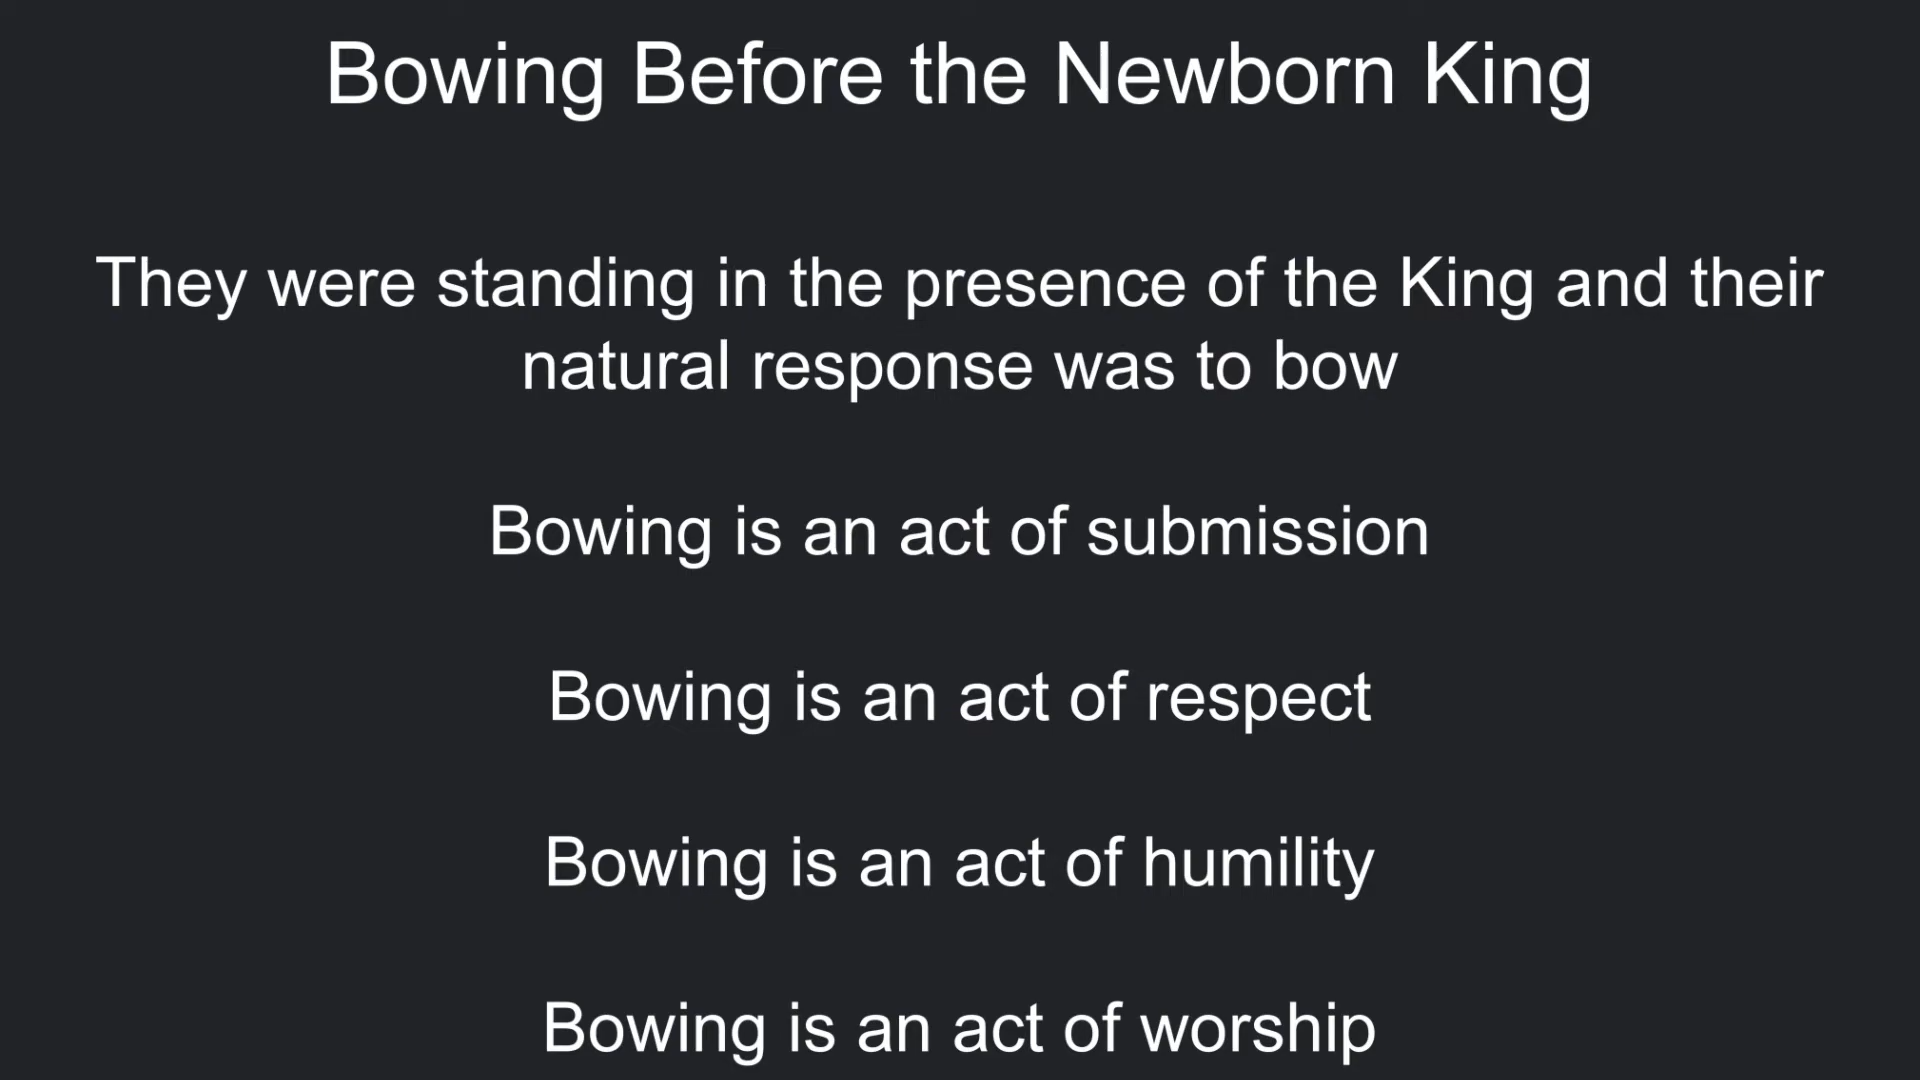 Bowing Before the Newborn King
They were standing in the presence of the King and their
natural response was to bow
Bowing is an act of submission
Bowing is an act of respect
Bowing is an act of humility
Bowing is an act of worship